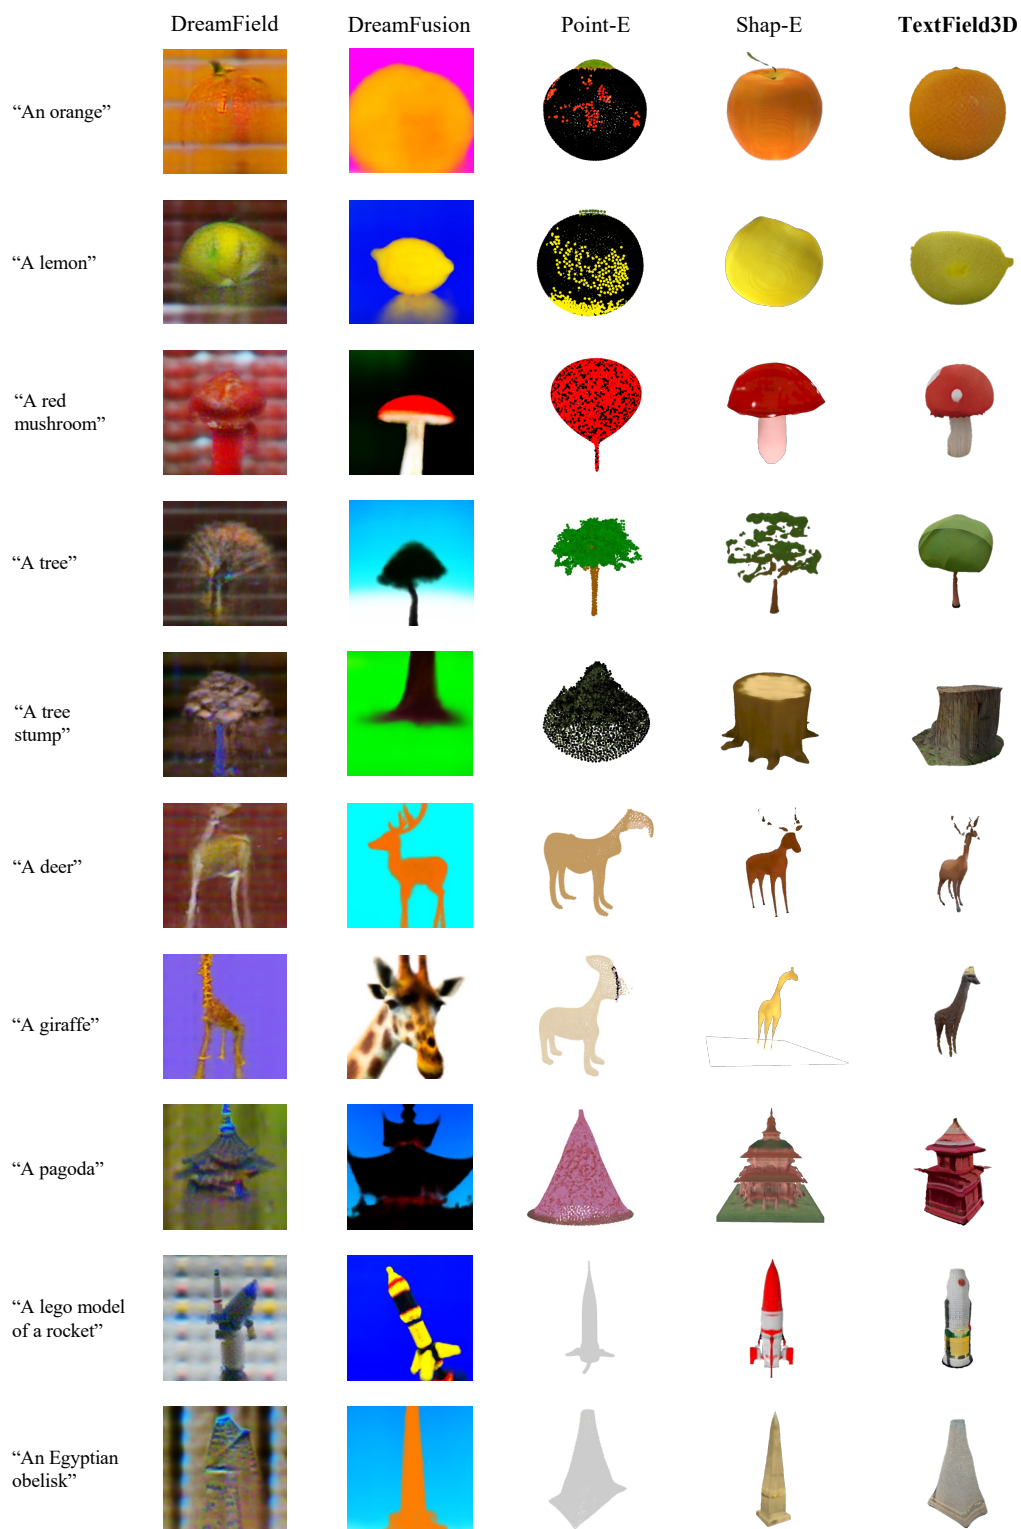 DreamField DreamFusion Point-E Shap-E TextField3D
“An orange”
“A lemon”
“A red
mushroom”
“A tree”
“A tree
stump”
“A deer”
“A giraffe”
“A pagoda”
“A lego model
of a rocket”
“An Egyptian
obelisk”